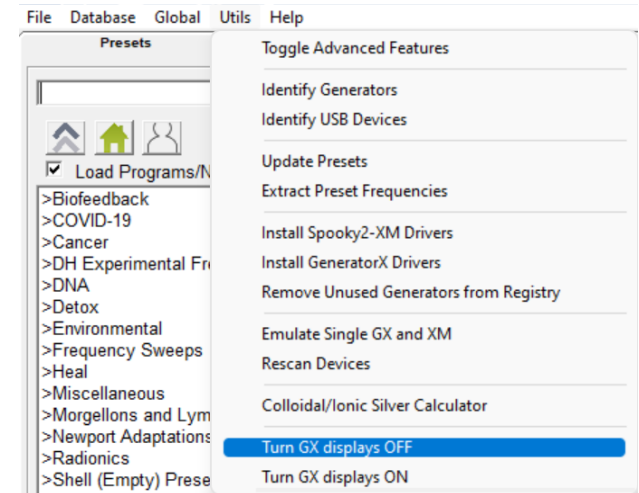 File Database Global Utils Help
Presets
Load Programs/N
>Biofeedback
>COVID-19
>Cancer
>DH Experimental Fr
>DNA
>Detox
>Environmental
>Frequency Sweeps
>Heal
>Miscellaneous
>Morgellons and Lym
>Newport Adaptations
>Radionics
>Shell (Empty) Prese
Toggle Advanced Features
Identify Generators
Identify USB Devices
Update Presets
Extract Preset Frequencies
Install Spooky2-XM Drivers
Install GeneratorX Drivers
Remove Unused Generators from Registry
Emulate Single GX and XM
Rescan Devices
Colloidal/Ionic Silver Calculator
Turn GX displays OFF
Turn GX displays ON